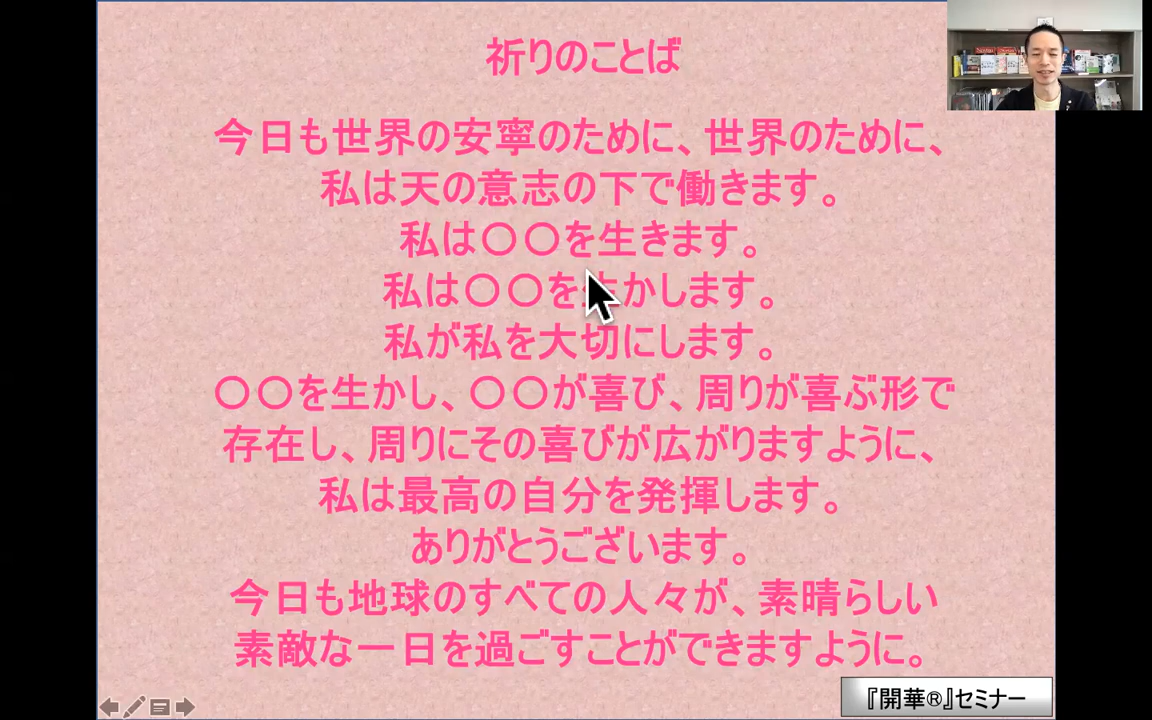 祈りのことば
今日も世界の安寧のために、世界のために、
私は天の意志の下で働きます。
私は〇〇を生きます。
私は〇〇を生かします。
私が私を大切にします。
〇〇を生かし、〇〇が喜び、周りが喜ぶ形で
存在し、周りにその喜びが広がりますように、
私は最高の自分を発揮します。
ありがとうございます。
今日も地球のすべての人々が、素晴らしい
素敵な一日を過ごすことができますように。
『開華®』セミナー